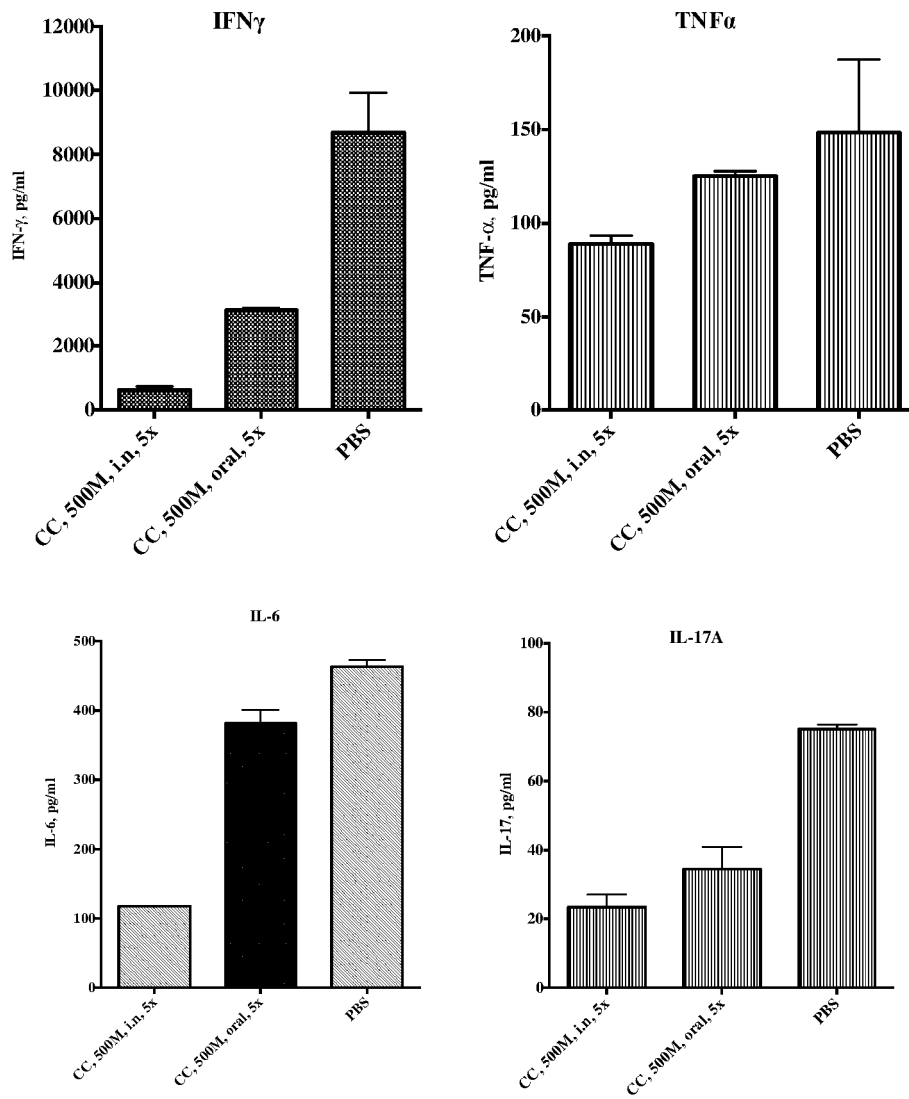 IFNγ
12000
10000
8000
6000
4000
2000
0
IFN-γ, pg/ml
CC, 500M, i.n, 5x
CC, 500M, oral, 5x
PBS
TNFα
200
150
100
50
0
TNF-α, pg/ml
CC, 500M, i.n, 5x
CC, 500M, oral, 5x
PBS
IL-6
500
400
300
200
100
0
IL-6, pg/ml
CC, 500M, i.n, 5x
CC, 500M, oral, 5x
PBS
IL-17A
100
80
60
40
20
0
IL-17, pg/ml
CC, 500M, i.n, 5x
CC, 500M, oral, 5x
PBS